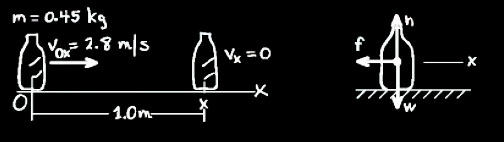 m = 0.45 kg
v₀ₓ = 2.8 m/s
vₓ = 0
O
x
X
1.0m
n
f
x
w